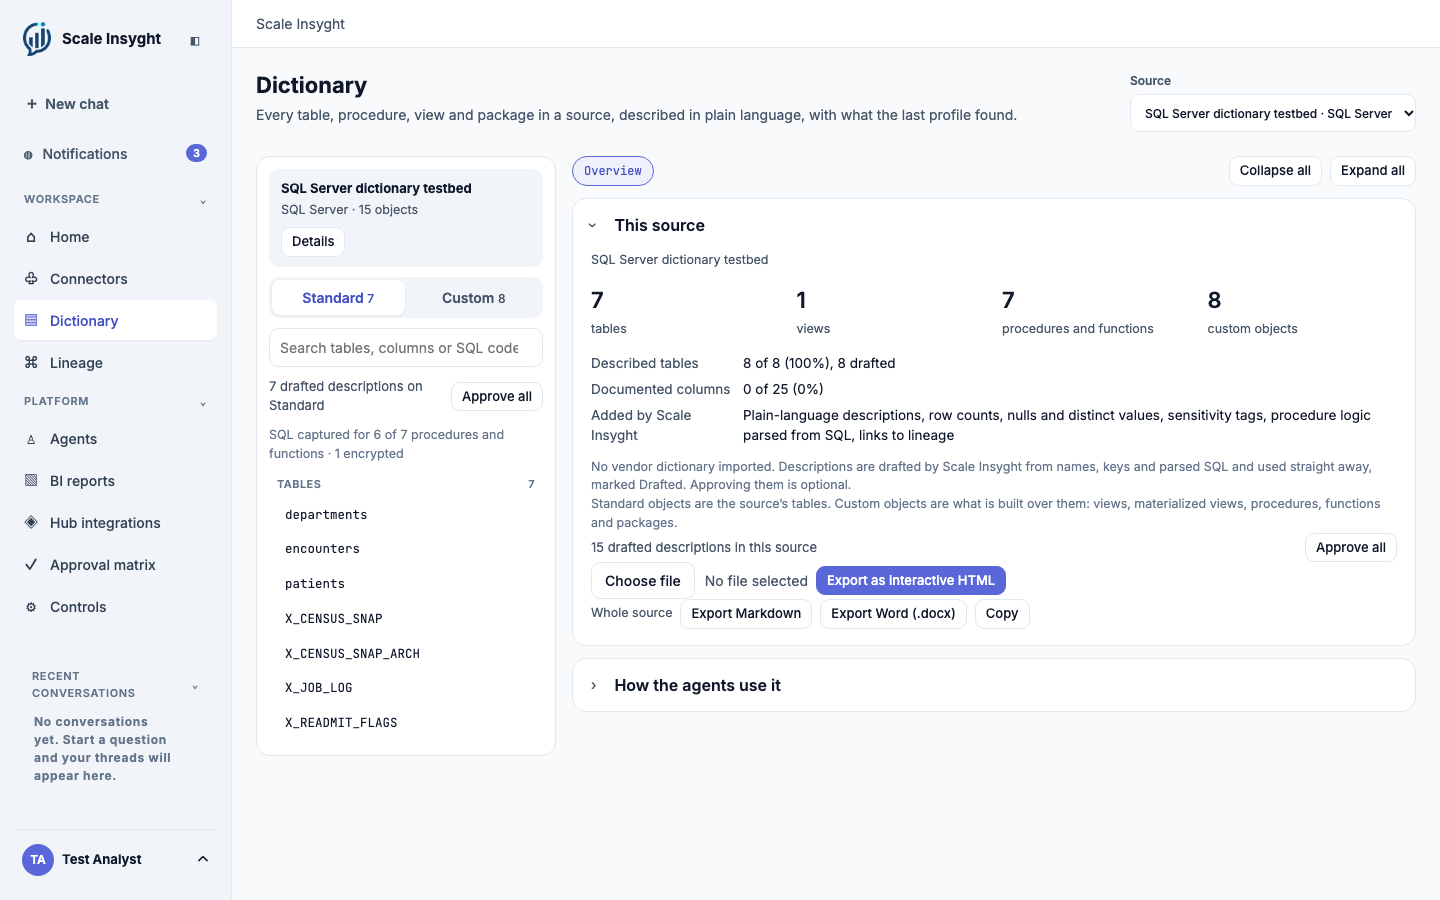 Scale Insyght
+ New chat
Notifications 3
WORKSPACE
Home
Connectors
Dictionary
Lineage
PLATFORM
Agents
BI reports
Hub integrations
Approval matrix
Controls
RECENT
CONVERSATIONS
No conversations
yet. Start a question
and your threads will
appear here.
TA Test Analyst
Scale Insyght
Dictionary
Every table, procedure, view and package in a source, described in plain language, with what the last profile found.
Source
SQL Server dictionary testbed · SQL Server
SQL Server dictionary testbed
SQL Server · 15 objects
Details
Standard 7 Custom 8
Search tables, columns or SQL code
7 drafted descriptions on
Standard
Approve all
SQL captured for 6 of 7 procedures and
functions · 1 encrypted
TABLES 7
departments
encounters
patients
X_CENSUS_SNAP
X_CENSUS_SNAP_ARCH
X_JOB_LOG
X_READMIT_FLAGS
Overview
Collapse all Expand all
This source
SQL Server dictionary testbed
7 1 7 8
tables views procedures and functions custom objects
Described tables 8 of 8 (100%), 8 drafted
Documented columns 0 of 25 (0%)
Added by Scale
Insyght
Plain-language descriptions, row counts, nulls and distinct values, sensitivity tags, procedure logic
parsed from SQL, links to lineage
No vendor dictionary imported. Descriptions are drafted by Scale Insyght from names, keys and parsed SQL and used straight away,
marked Drafted. Approving them is optional.
Standard objects are the source's tables. Custom objects are what is built over them: views, materialized views, procedures, functions
and packages.
15 drafted descriptions in this source Approve all
Choose file No file selected Export as interactive HTML
Whole source Export Markdown Export Word (.docx) Copy
How the agents use it